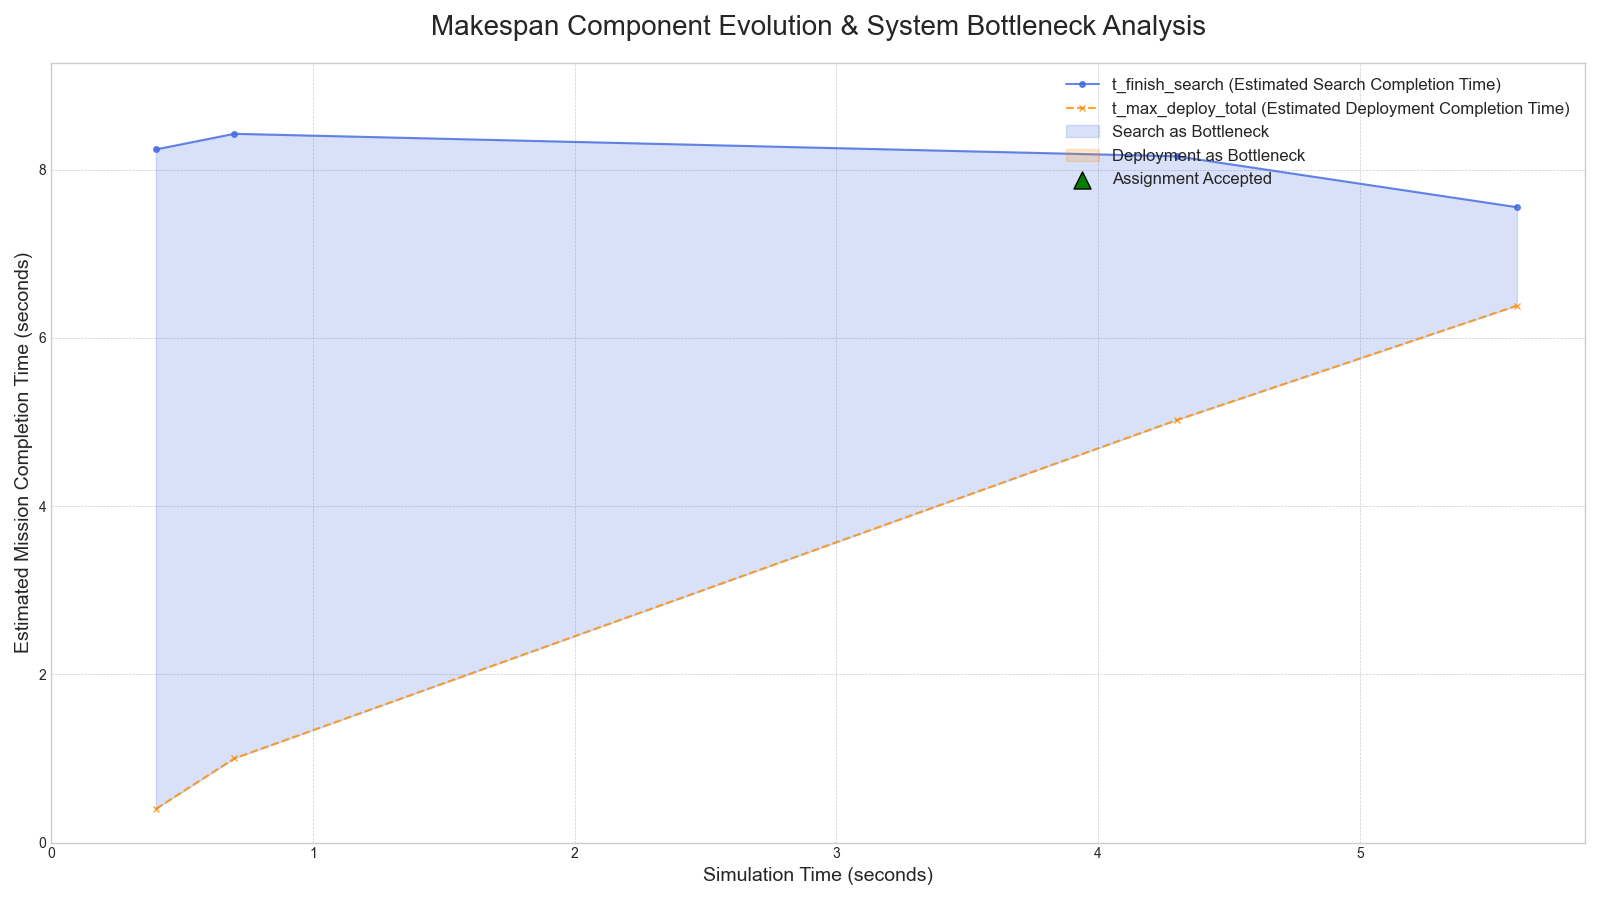 Makespan Component Evolution & System Bottleneck Analysis
t_finish_search (Estimated Search Completion Time)
t_max_deploy_total (Estimated Deployment Completion Time)
Search as Bottleneck
Deployment as Bottleneck
Assignment Accepted
Estimated Mission Completion Time (seconds)
8
6
4
2
0
0 1 2 3 4 5
Simulation Time (seconds)